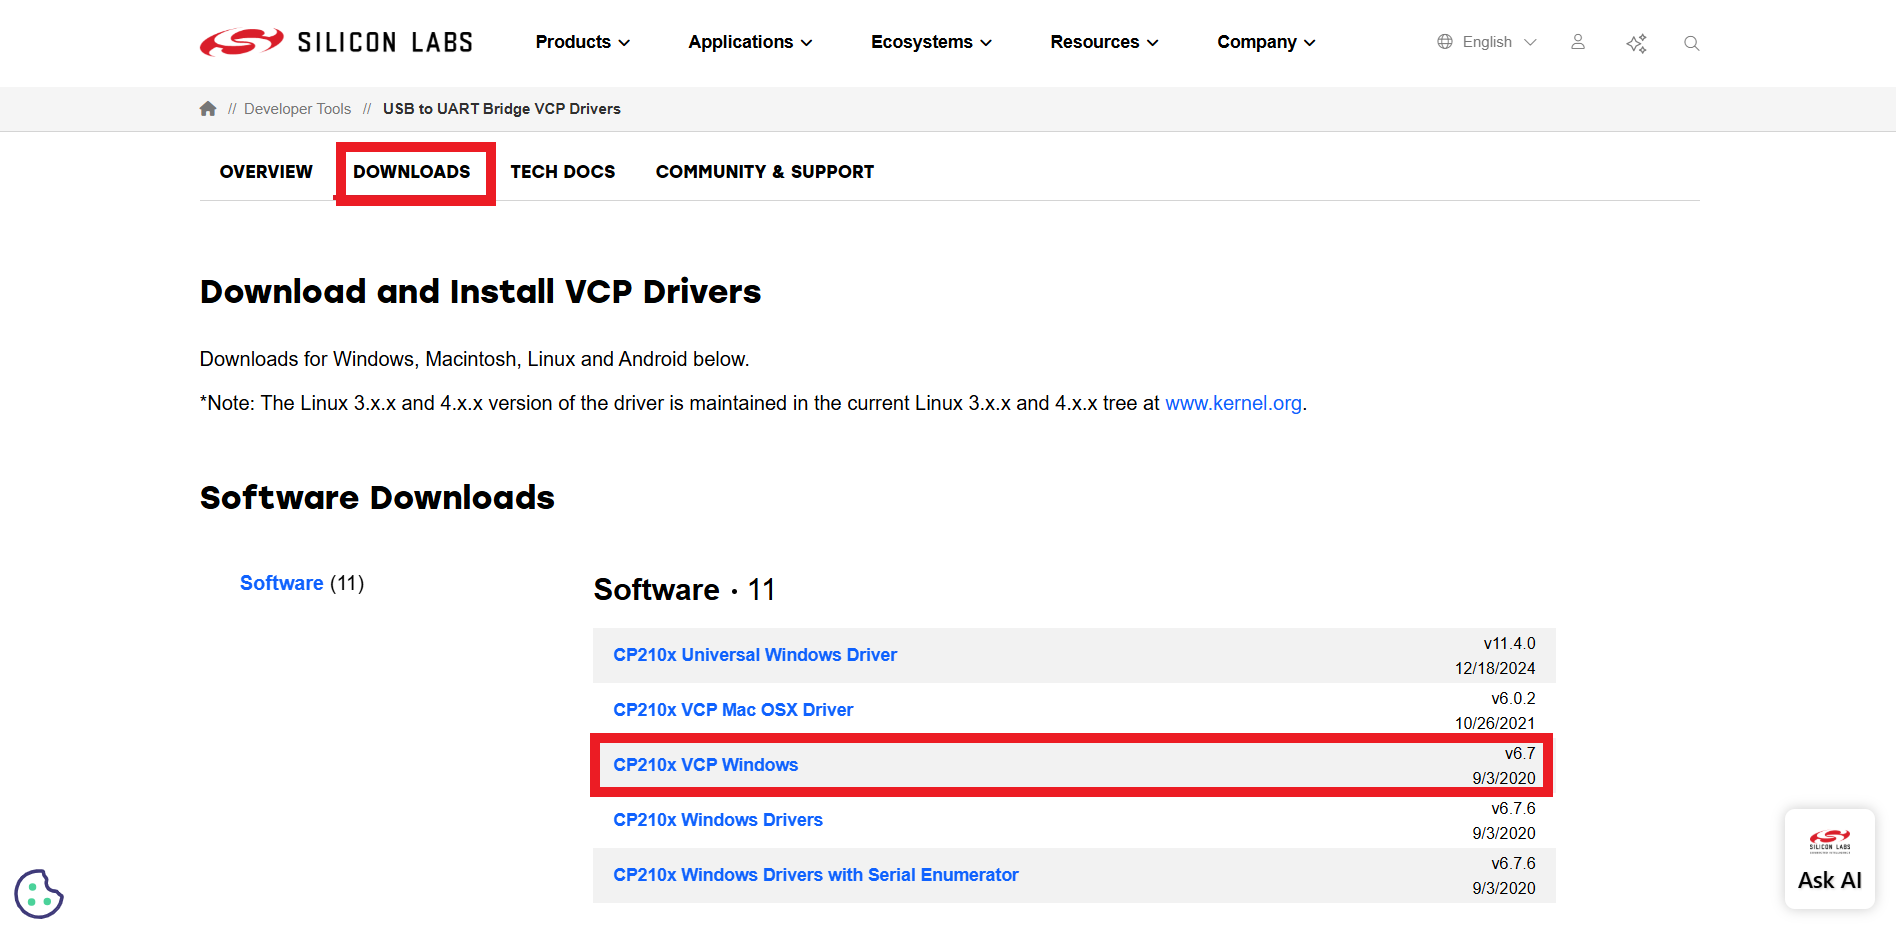 SILICON LABS
Products Applications Ecosystems Resources Company English
// Developer Tools // USB to UART Bridge VCP Drivers
OVERVIEW DOWNLOADS TECH DOCS COMMUNITY & SUPPORT
Download and Install VCP Drivers
Downloads for Windows, Macintosh, Linux and Android below.
*Note: The Linux 3.x.x and 4.x.x version of the driver is maintained in the current Linux 3.x.x and 4.x.x tree at www.kernel.org.
Software Downloads
Software (11)
Software · 11
CP210x Universal Windows Driver
v11.4.0
12/18/2024
CP210x VCP Mac OSX Driver
v6.0.2
10/26/2021
CP210x VCP Windows
v6.7
9/3/2020
CP210x Windows Drivers
v6.7.6
9/3/2020
CP210x Windows Drivers with Serial Enumerator
v6.7.6
9/3/2020
SILICON LABS
Ask AI